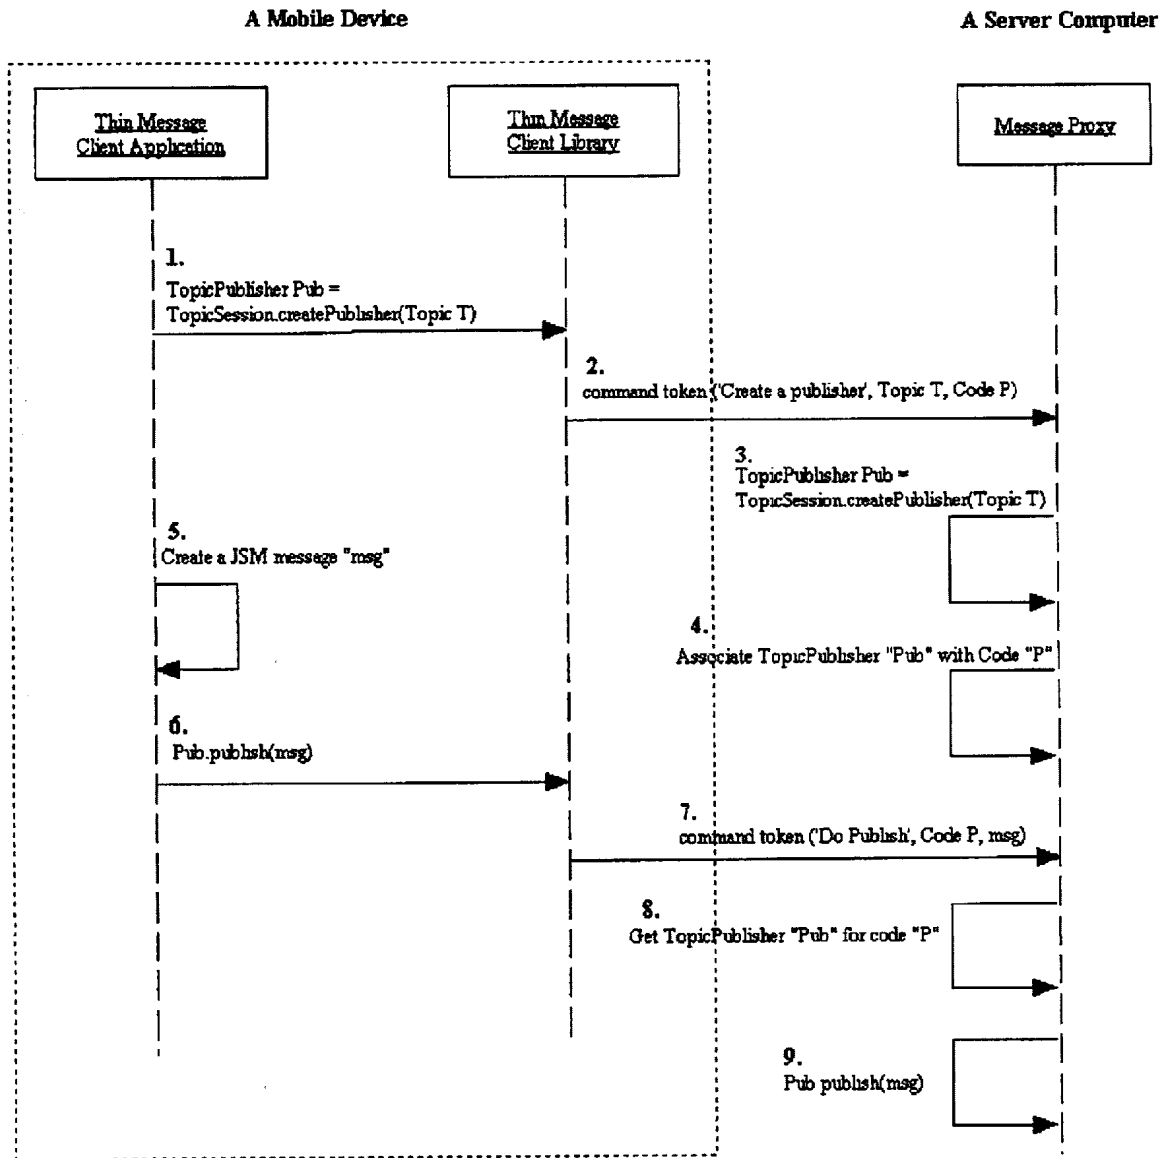 A Mobile Device
A Server Computer
Thin Message
Client Application
Thin Message
Client Library
Message Proxy
1.
TopicPublisher Pub =
TopicSession.createPublisher(Topic T)
2.
command token ('Create a publisher', Topic T, Code P)
3.
TopicPublisher Pub =
TopicSession.createPublisher(Topic T)
5.
Create a JSM message "msg"
4.
Associate TopicPublisher "Pub" with Code "P"
6.
Pub.publish(msg)
7.
command token ('Do Publish', Code P, msg)
8.
Get TopicPublisher "Pub" for code "P"
9.
Pub publish(msg)